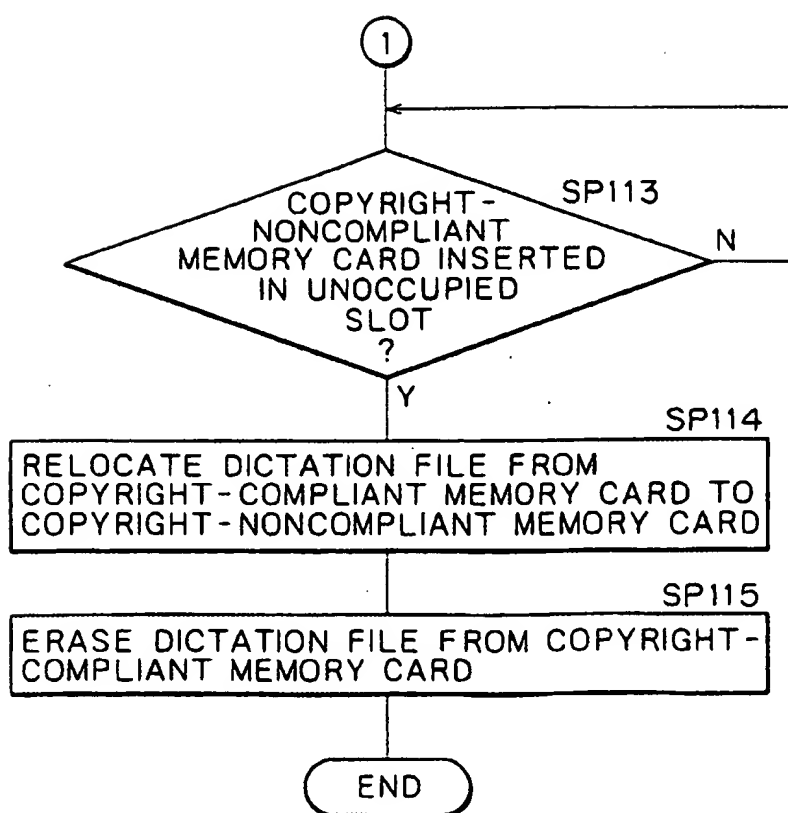 1
SP113
COPYRIGHT-
NONCOMPLIANT
MEMORY CARD INSERTED
IN UNOCCUPIED
SLOT
?
N
Y
SP114
RELOCATE DICTATION FILE FROM
COPYRIGHT-COMPLIANT MEMORY CARD TO
COPYRIGHT-NONCOMPLIANT MEMORY CARD
SP115
ERASE DICTATION FILE FROM COPYRIGHT-
COMPLIANT MEMORY CARD
END